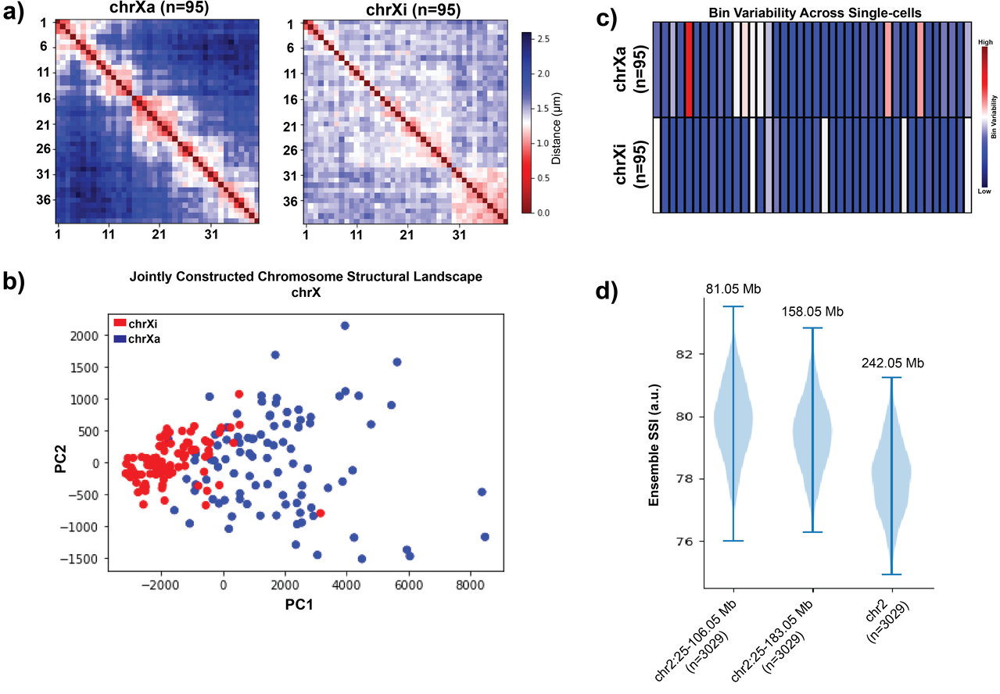 a)
chrXa (n=95)
1
6
11
16
21
26
31
36
1
11
21
31
chrXi (n=95)
1
6
11
16
21
26
31
36
1
11
21
31
2.5
2.0
1.5
1.0
0.5
0.0
Distance (μm)
c)
Bin Variability Across Single-cells
chrXa
(n=95)
chrXi
(n=95)
High
Bin Variability
Low
b)
Jointly Constructed Chromosome Structural Landscape
chrX
chrXi
chrXa
2000
1500
1000
500
0
−500
−1000
−1500
PC2
−2000
0
2000
4000
6000
8000
PC1
d)
81.05 Mb
158.05 Mb
242.05 Mb
82
80
78
76
Ensemble SSI (a.u.)
chr2:25-106.05 Mb
(n=3029)
chr2:25-183.05 Mb
(n=3029)
chr2
(n=3029)